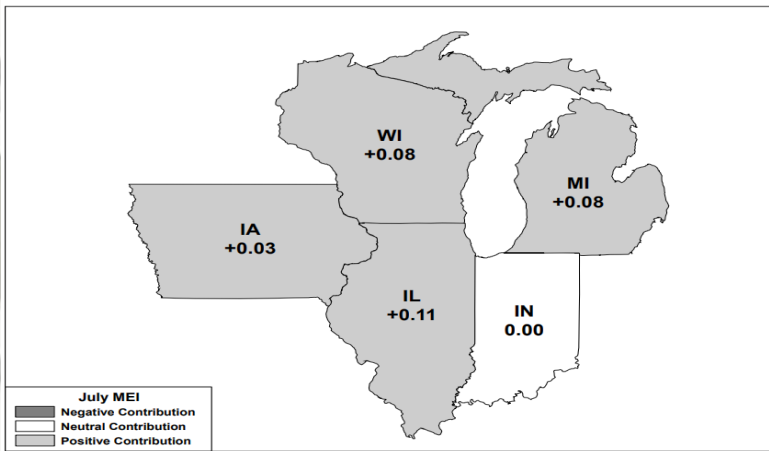 WI
+0.08
MI
+0.08
IA
+0.03
IL
+0.11
IN
0.00
July MEI
Negative Contribution
Neutral Contribution
Positive Contribution